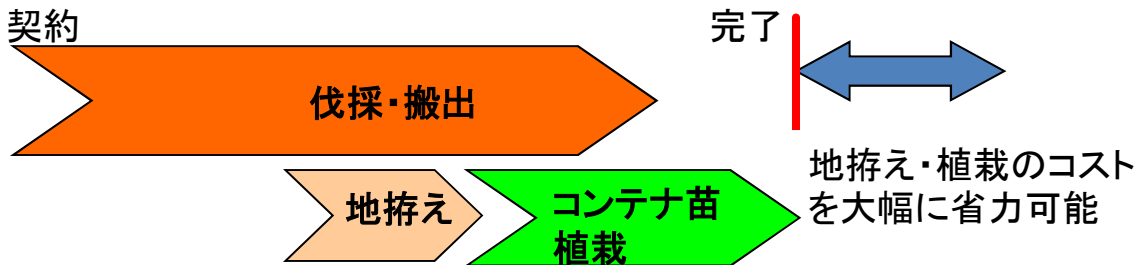 契約
完了
伐採・搬出
地拵え
コンテナ苗
植栽
地拵え・植栽のコスト
を大幅に省力可能